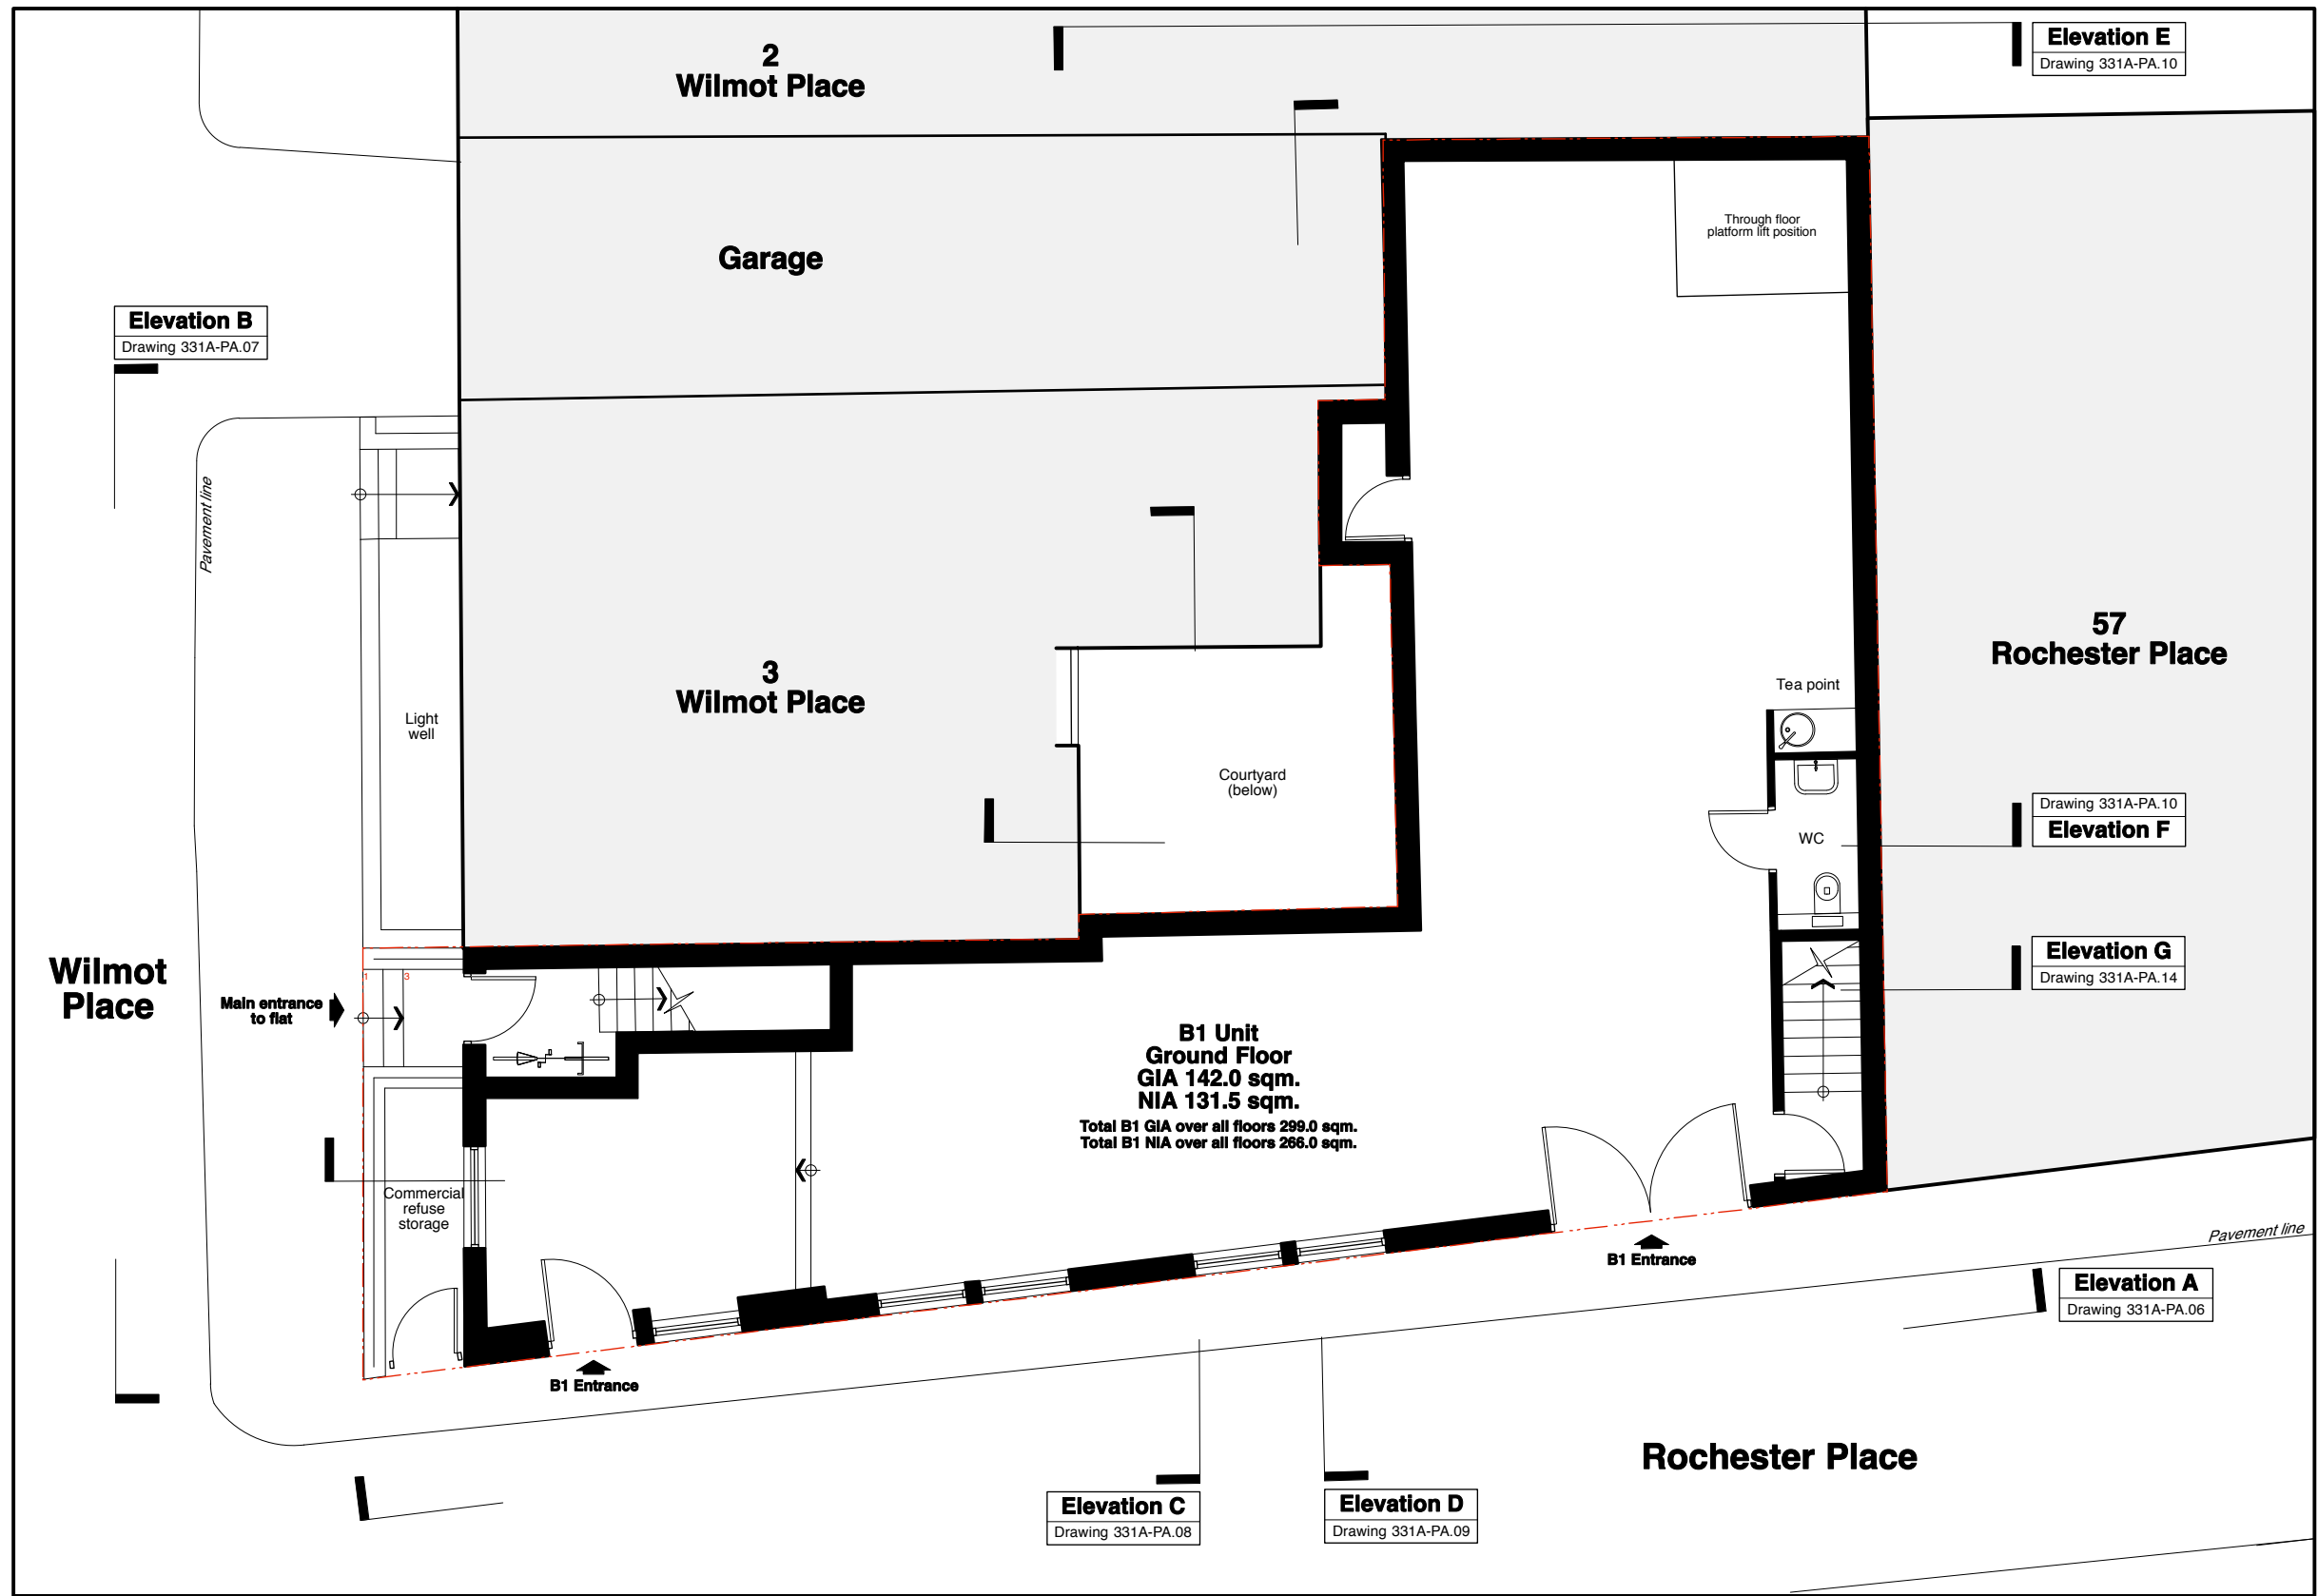 2
Wilmot Place
Elevation E
Drawing 331A-PA.10
Through floor
platform lift position
Garage
Elevation B
Drawing 331A-PA.07
Pavement line
57
Rochester Place
3
Wilmot Place
Tea point
Light
well
Courtyard
(below)
Drawing 331A-PA.10
Elevation F
WC
Elevation G
Drawing 331A-PA.14
Wilmot
Place
1
3
Main entrance
to flat
B1 Unit
Ground Floor
GIA 142.0 sqm.
NIA 131.5 sqm.
Total B1 GIA over all floors 299.0 sqm.
Total B1 NIA over all floors 266.0 sqm.
Commercial
refuse
storage
Pavement line
B1 Entrance
Elevation A
Drawing 331A-PA.06
B1 Entrance
Rochester Place
Elevation C
Drawing 331A-PA.08
Elevation D
Drawing 331A-PA.09